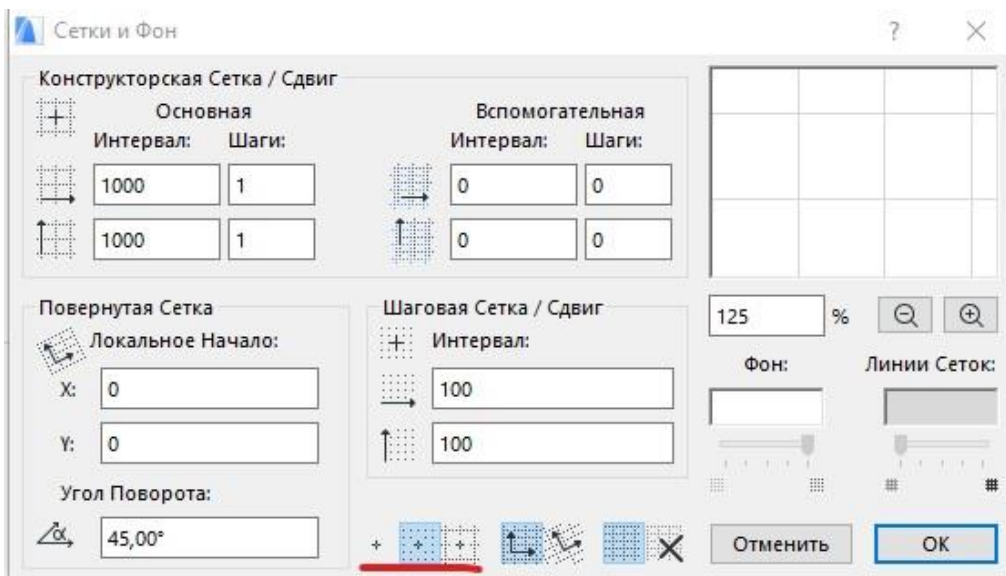 Сетки и Фон ?
Конструкторская Сетка / Сдвиг
Основная Вспомогательная
Интервал: Шаги: Интервал: Шаги:
1000 1 0 0
1000 1 0 0
Повернутая Сетка
Локальное Начало:
X: 0
Y: 0
Угол Поворота:
α 45,00°
Шаговая Сетка / Сдвиг
Интервал:
100
100
125 %
Фон: Линии Сеток:
Отменить OK